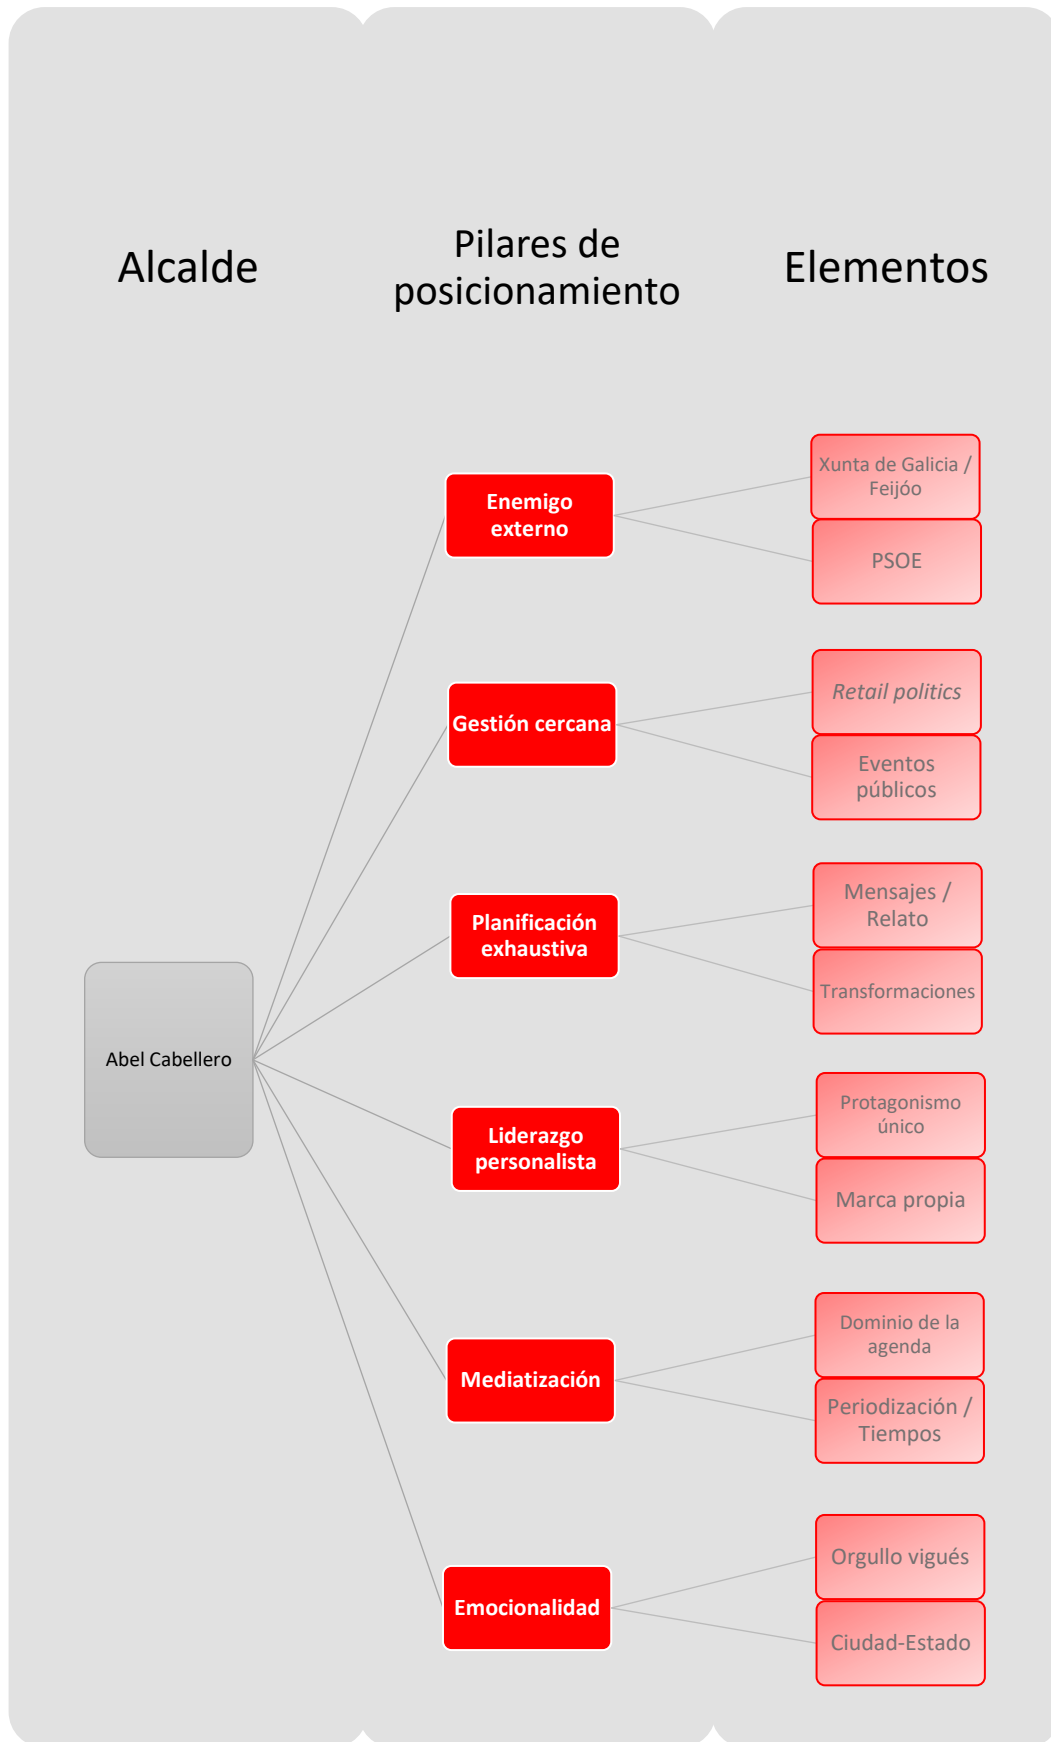 Alcalde
Pilares de
posicionamiento
Elementos
Abel Cabellero
Enemigo
externo
Xunta de Galicia /
Feijóo
PSOE
Gestión cercana
Retail politics
Eventos
públicos
Planificación
exhaustiva
Mensajes /
Relato
Transformaciones
Liderazgo
personalista
Protagonismo
único
Marca propia
Mediatización
Dominio de la
agenda
Periodización /
Tiempos
Emocionalidad
Orgullo vigués
Ciudad-Estado